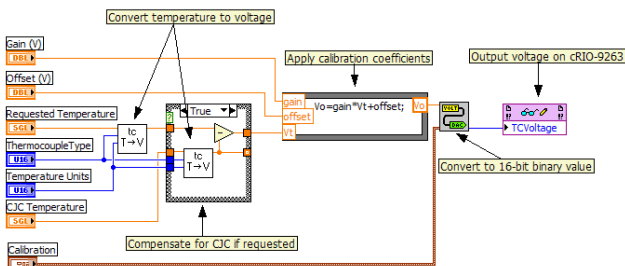 Convert temperature to voltage
Gain (V)
DBL
Offset (V)
DBL
Requested Temperature
SGL
ThermocoupleType
U16
Temperature Units
U16
CJC Temperature
SGL
Calibration
tc
T→V
True
?
tc
T→V
Compensate for CJC if requested
Apply calibration coefficients
gain
offset
Vt
Vo=gain*Vt+offset;
Vo
VOLT
DAC
Convert to 16-bit binary value
Output voltage on cRIO-9263
TCVoltage